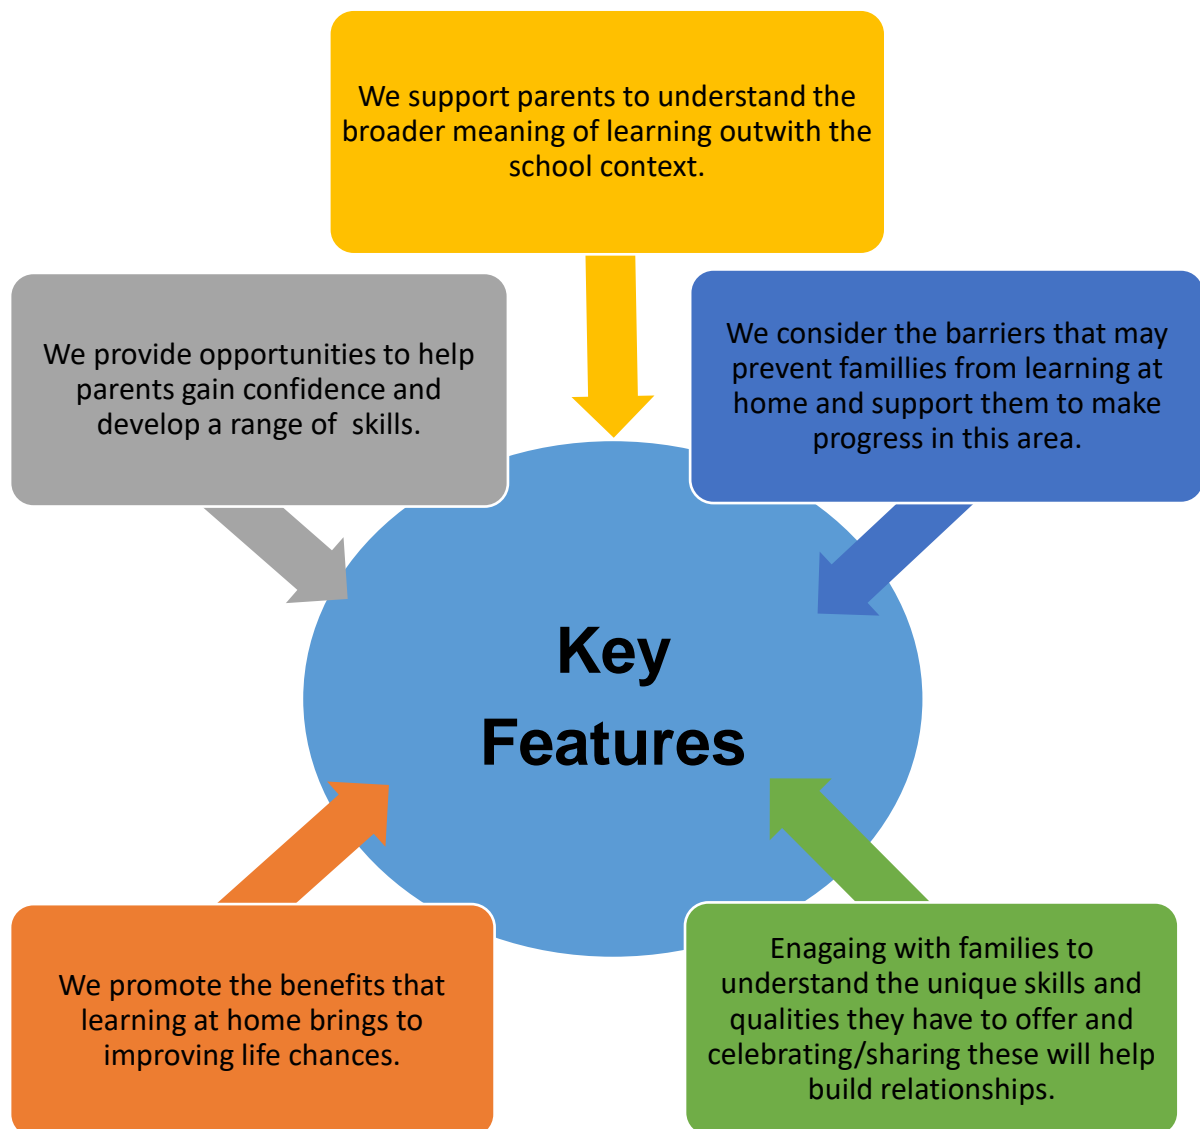 We support parents to understand the
broader meaning of learning outwith the
school context.
We provide opportunities to help
parents gain confidence and
develop a range of  skills.
We consider the barriers that may
prevent famillies from learning at
home and support them to make
progress in this area.
Key
Features
We promote the benefits that
learning at home brings to
improving life chances.
Enagaing with families to
understand the unique skills and
qualities they have to offer and
celebrating/sharing these will help
build relationships.